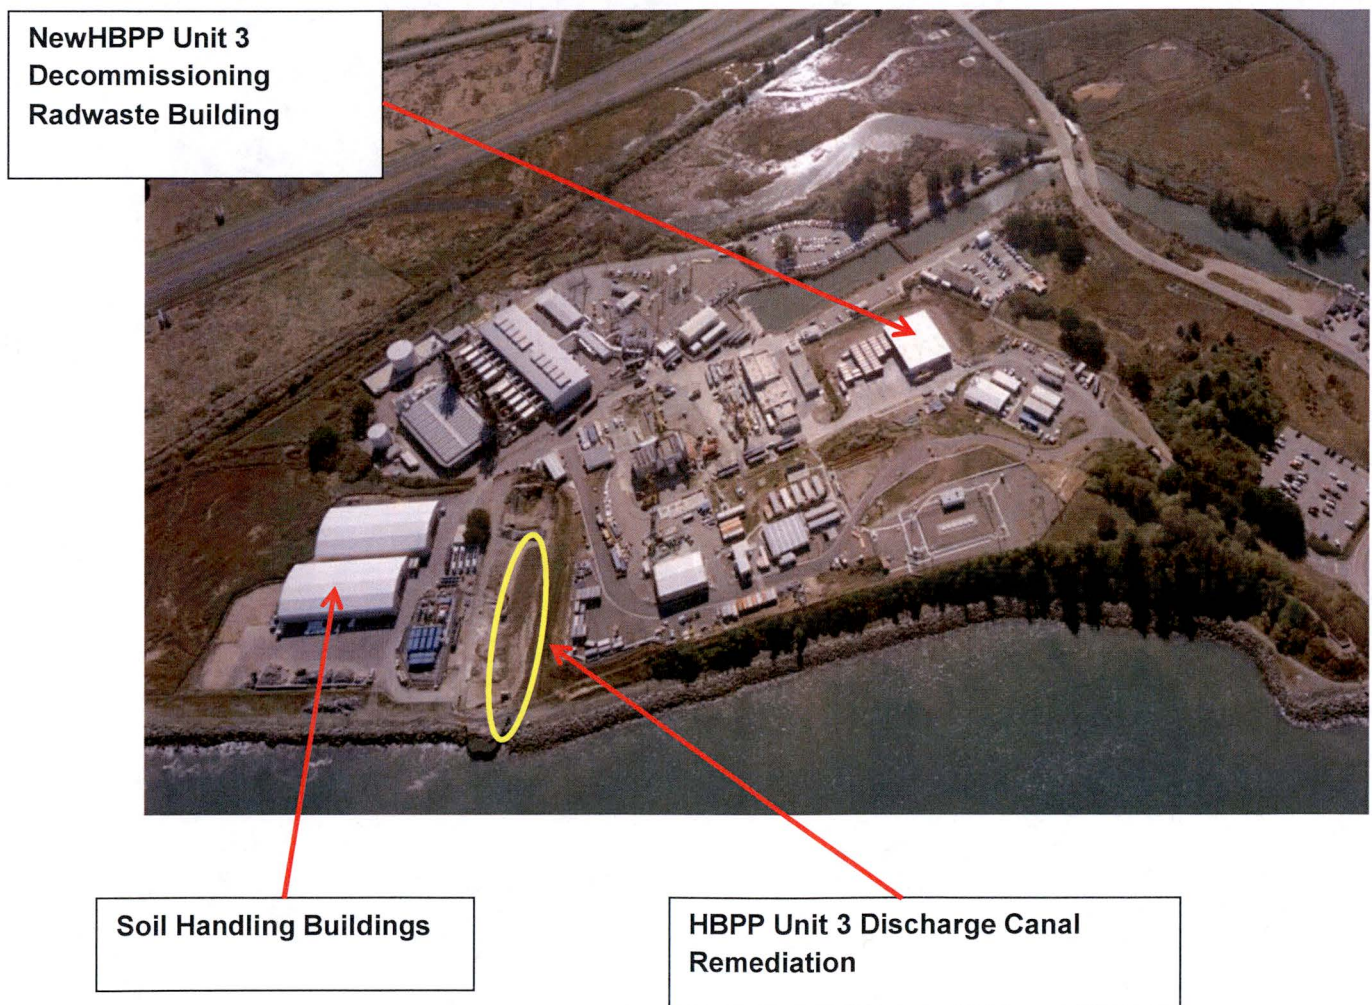 NewHBPP Unit 3
Decommissioning
Radwaste Building
Soil Handling Buildings
HBPP Unit 3 Discharge Canal
Remediation